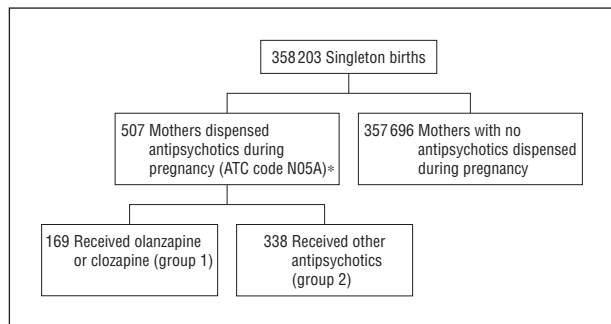 358 203 Singleton births
507 Mothers dispensed
antipsychotics during
pregnancy (ATC code N05A)*
357 696 Mothers with no
antipsychotics dispensed
during pregnancy
169 Received olanzapine
or clozapine (group 1)
338 Received other
antipsychotics
(group 2)